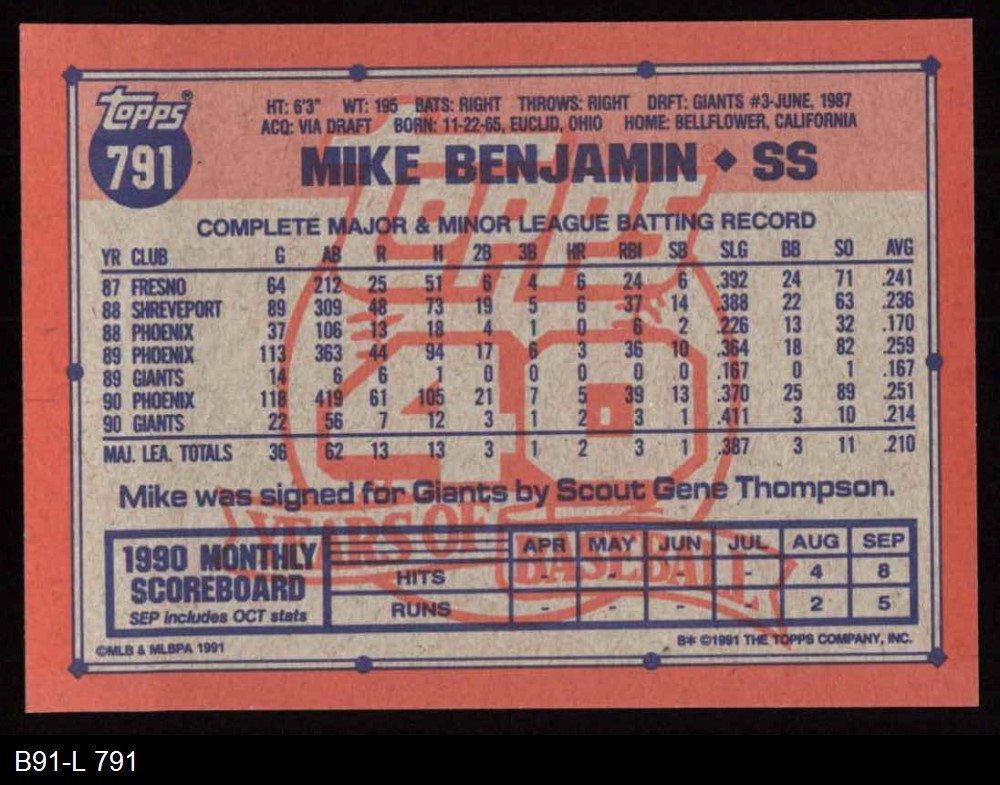 Topps®
791
HT: 6'3" WT: 195 BATS: RIGHT THROWS: RIGHT DRFT: GIANTS #3-JUNE, 1987
ACQ: VIA DRAFT BORN: 11-22-65, EUCLID, OHIO HOME: BELLFLOWER, CALIFORNIA
MIKE BENJAMIN ◆ SS
Topps®
40
YEARS OF BASEBALL
COMPLETE MAJOR & MINOR LEAGUE BATTING RECORD
YR CLUB G AB R H 2B 3B HR RBI SB SLG BB SO AVG
87 FRESNO 64 212 25 51 6 4 6 24 6 .392 24 71 .241
88 SHREVEPORT 89 309 48 73 19 5 6 37 14 .388 22 63 .236
88 PHOENIX 37 106 13 18 4 1 0 6 2 .226 13 32 .170
89 PHOENIX 113 363 44 94 17 6 3 36 10 .364 18 82 .259
89 GIANTS 14 6 6 1 0 0 0 0 0 .167 0 1 .167
90 PHOENIX 118 419 61 105 21 7 5 39 13 .370 25 89 .251
90 GIANTS 22 56 7 12 3 1 2 3 1 .411 3 10 .214
MAJ. LEA. TOTALS 36 62 13 13 3 1 2 3 1 .387 3 11 .210
Mike was signed for Giants by Scout Gene Thompson.
1990 MONTHLY
SCOREBOARD
SEP includes OCT stats
APR MAY JUN JUL AUG SEP
HITS - - - - 4 8
RUNS - - - - 2 5
©MLB & MLBPA 1991
B* ©1991 THE TOPPS COMPANY, INC.
B91-L 791